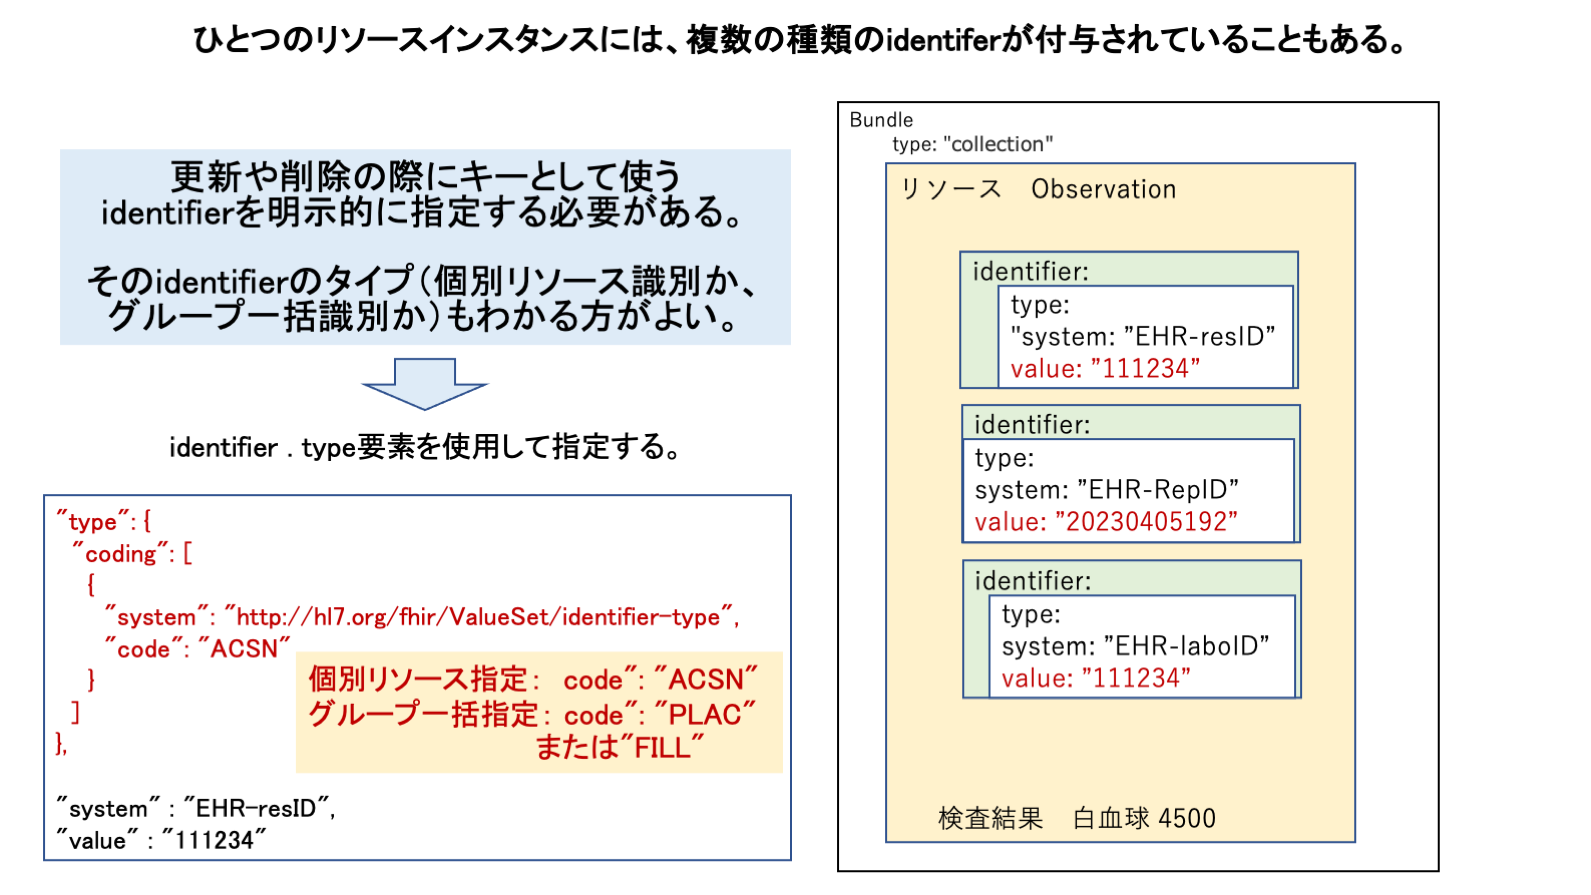 ひとつのリソースインスタンスには、複数の種類のidentiferが付与されていることもある。
更新や削除の際にキーとして使う
identifierを明示的に指定する必要がある。
そのidentifierのタイプ（個別リソース識別か、
グループ一括識別か）もわかる方がよい。
identifier . type要素を使用して指定する。
"type": {
"coding": [
{
"system": "http://hl7.org/fhir/ValueSet/identifier-type",
"code": "ACSN"
}
]
},
個別リソース指定： code": "ACSN"
グループ一括指定： code": "PLAC"
または"FILL"
"system" : "EHR-resID",
"value" : "111234"
Bundle
type: "collection"
リソース　Observation
identifier:
type:
"system: ”EHR-resID”
value: ”111234”
identifier:
type:
system: ”EHR-RepID”
value: ”20230405192”
identifier:
type:
system: ”EHR-laboID”
value: ”111234”
検査結果　白血球 4500